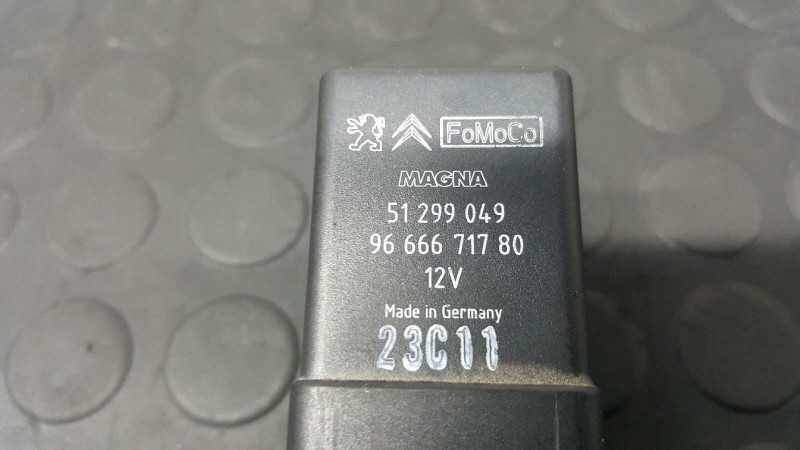 FoMoCo
MAGNA
51 299 049
96 666 717 80
12V
Made in Germany
23C11